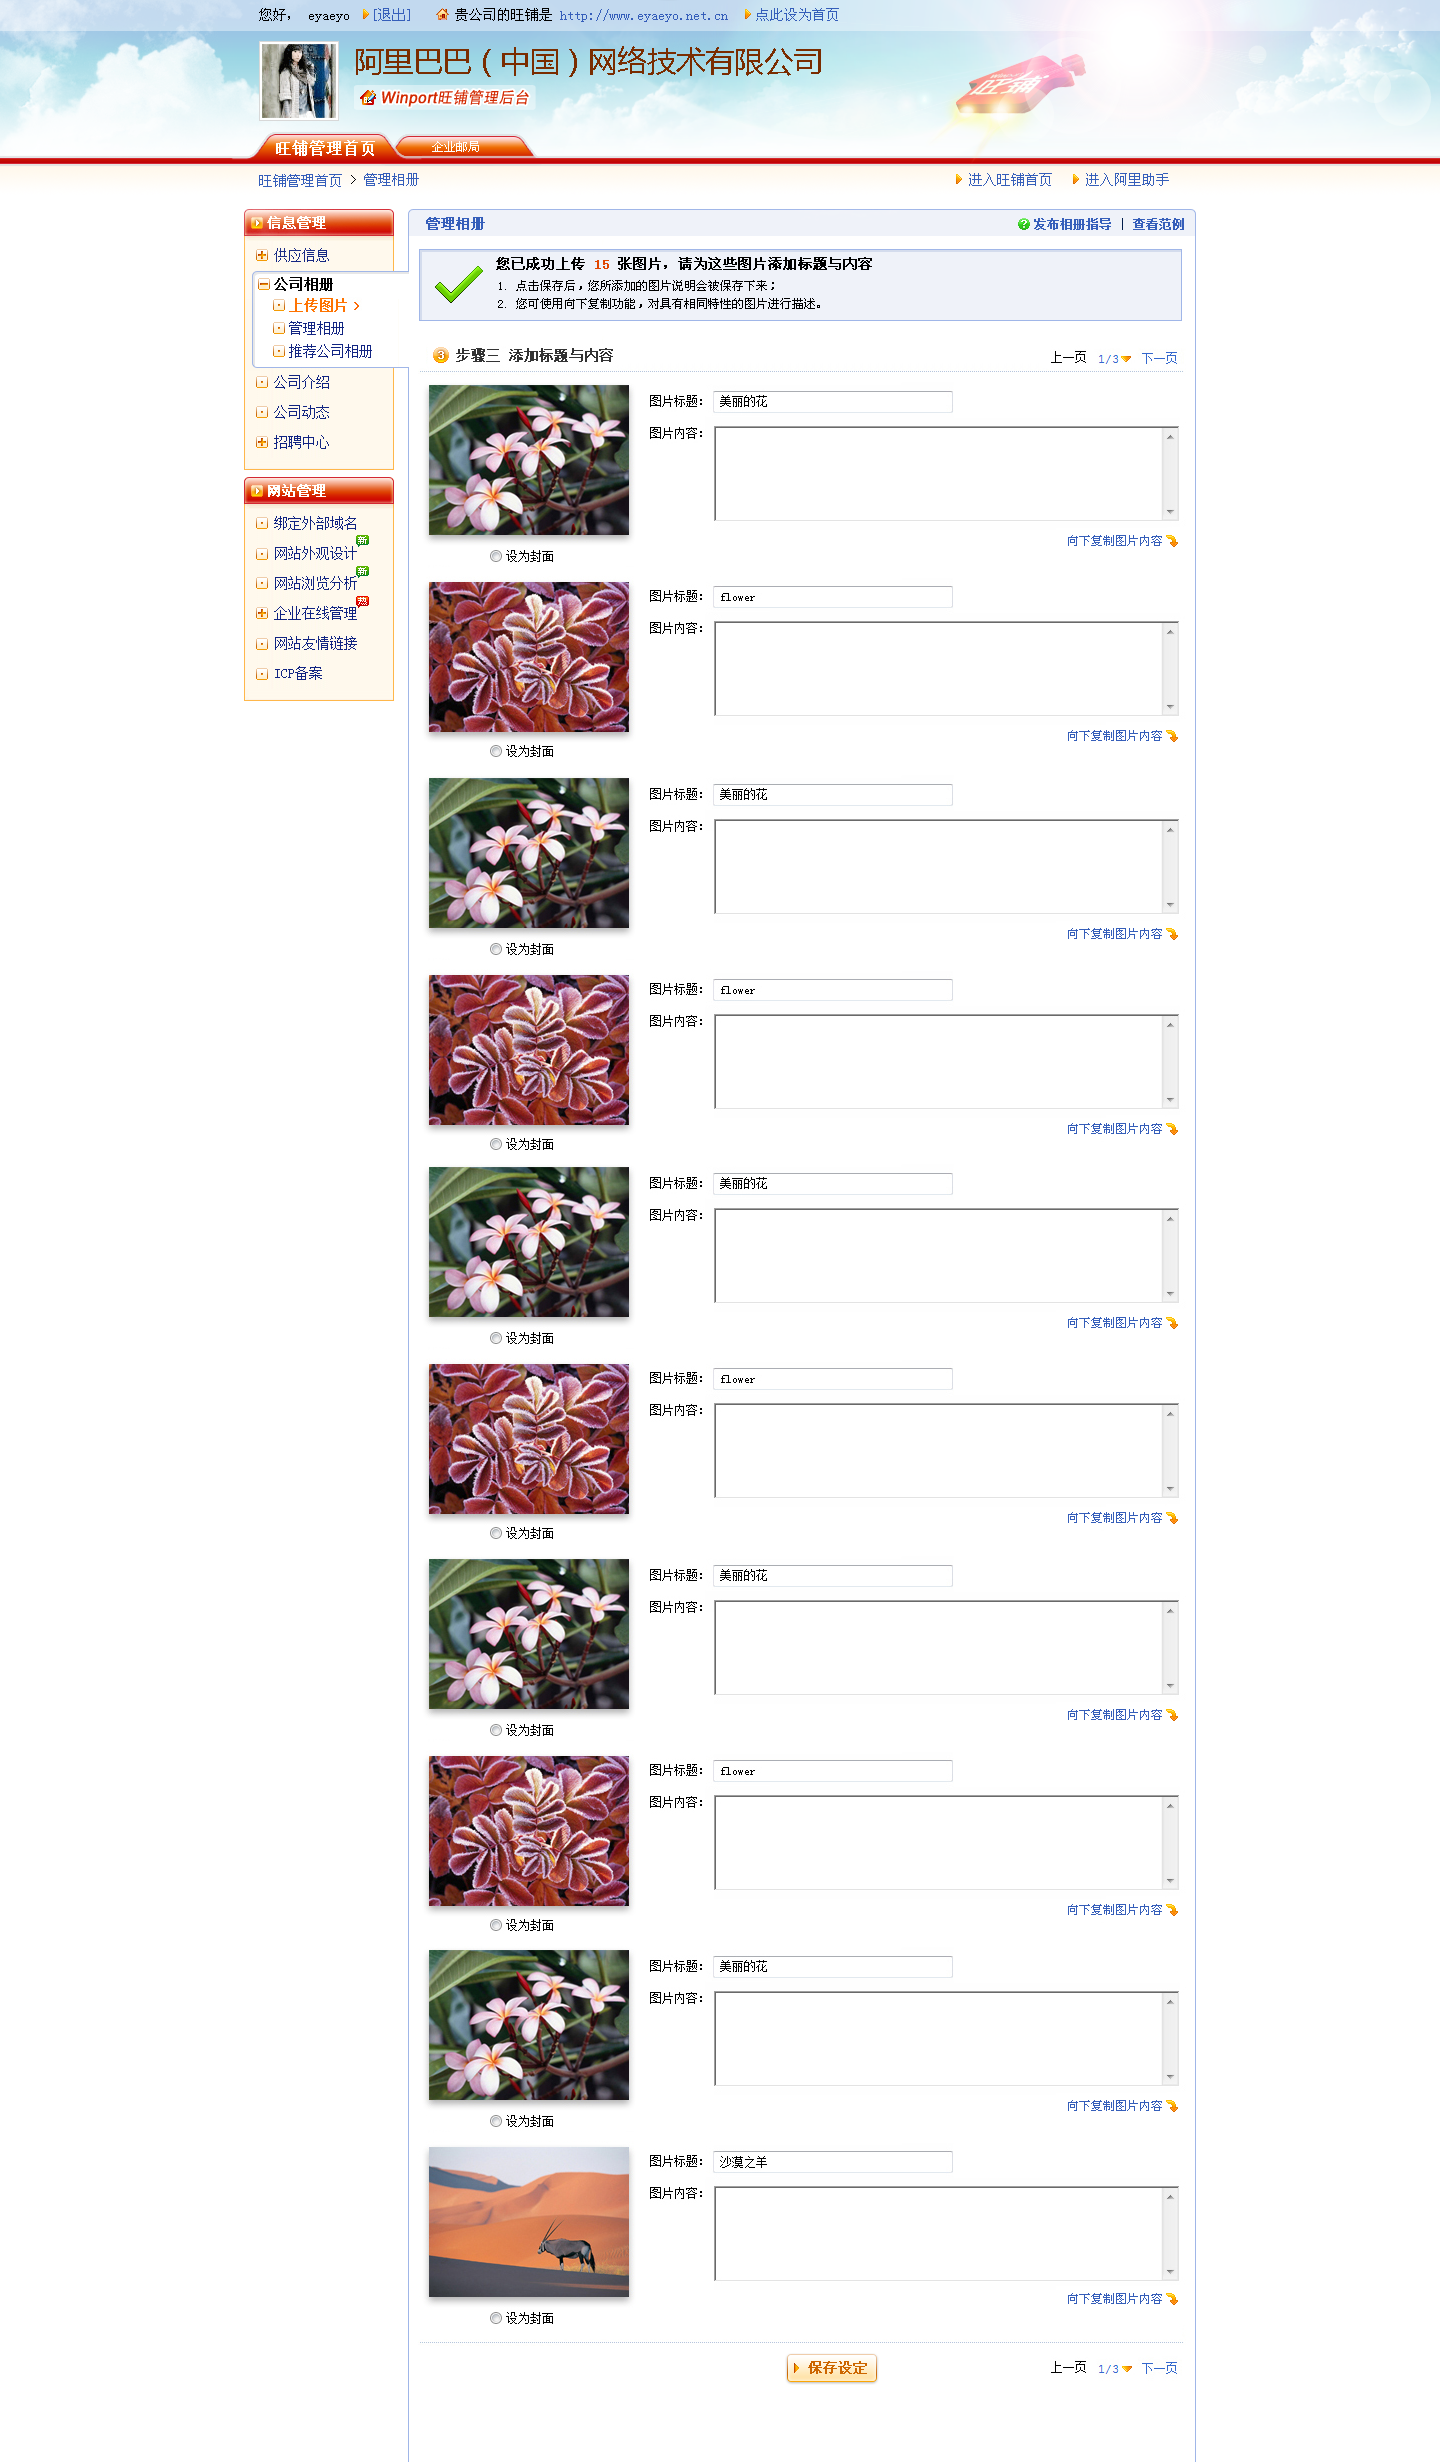 您好， eyaeyo [退出] 贵公司的旺铺是 http://www.eyaeyo.net.cn 点此设为首页
阿里巴巴（中国）网络技术有限公司
Winport旺铺管理后台
旺铺
旺铺管理首页 企业邮局
旺铺管理首页 > 管理相册 进入旺铺首页 进入阿里助手
信息管理
供应信息
公司相册
上传图片 >
管理相册
推荐公司相册
公司介绍
公司动态
招聘中心
网站管理
绑定外部域名
网站外观设计 新
网站浏览分析 新
企业在线管理 热
网站友情链接
ICP备案
管理相册 发布相册指导 | 查看范例
您已成功上传 15 张图片，请为这些图片添加标题与内容
1. 点击保存后，您所添加的图片说明会被保存下来；
2. 您可使用向下复制功能，对具有相同特性的图片进行描述。
3 步骤三 添加标题与内容 上一页 1/3 下一页
图片标题： 美丽的花
图片内容：
向下复制图片内容
设为封面
图片标题： flower
图片内容：
向下复制图片内容
设为封面
图片标题： 美丽的花
图片内容：
向下复制图片内容
设为封面
图片标题： flower
图片内容：
向下复制图片内容
设为封面
图片标题： 美丽的花
图片内容：
向下复制图片内容
设为封面
图片标题： flower
图片内容：
向下复制图片内容
设为封面
图片标题： 美丽的花
图片内容：
向下复制图片内容
设为封面
图片标题： flower
图片内容：
向下复制图片内容
设为封面
图片标题： 美丽的花
图片内容：
向下复制图片内容
设为封面
图片标题： 沙漠之羊
图片内容：
向下复制图片内容
设为封面
保存设定 上一页 1/3 下一页